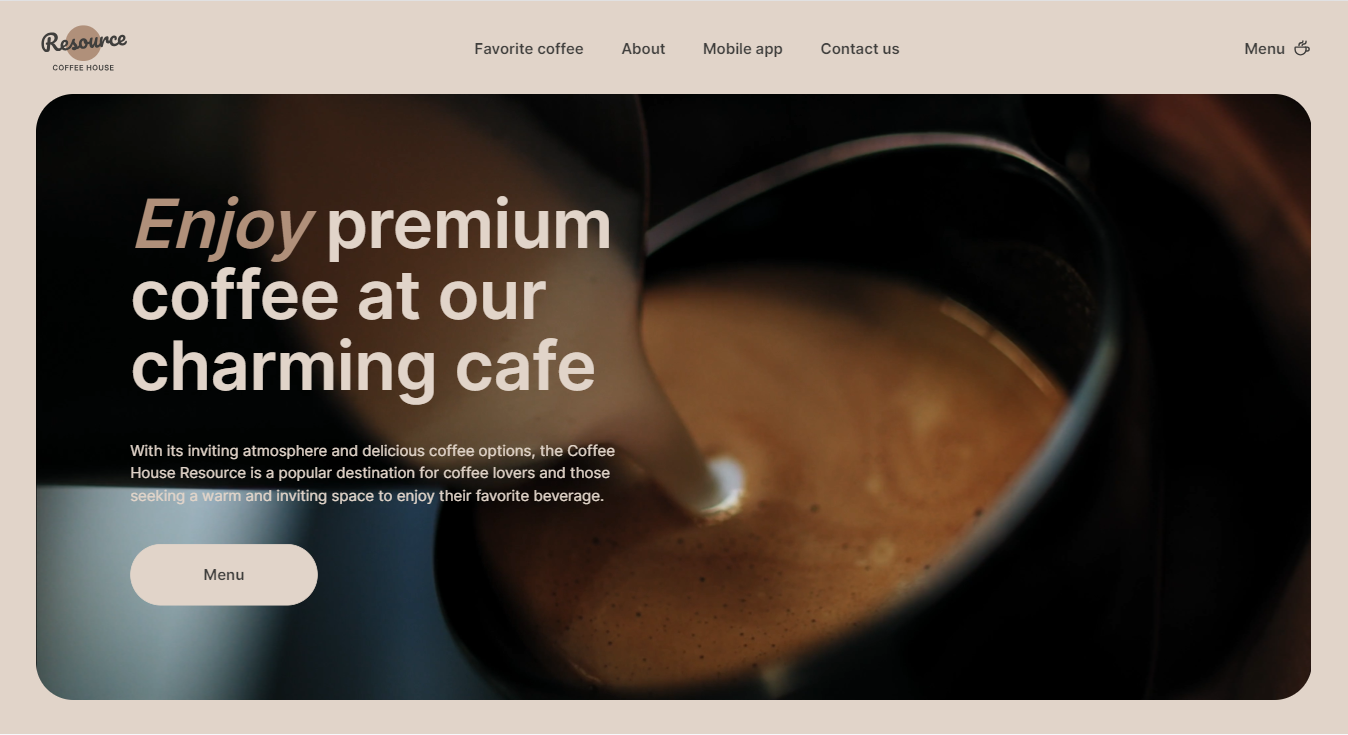 Resource
COFFEE HOUSE
Favorite coffee
About
Mobile app
Contact us
Menu
Enjoy premium
coffee at our
charming cafe
With its inviting atmosphere and delicious coffee options, the Coffee
House Resource is a popular destination for coffee lovers and those
seeking a warm and inviting space to enjoy their favorite beverage.
Menu